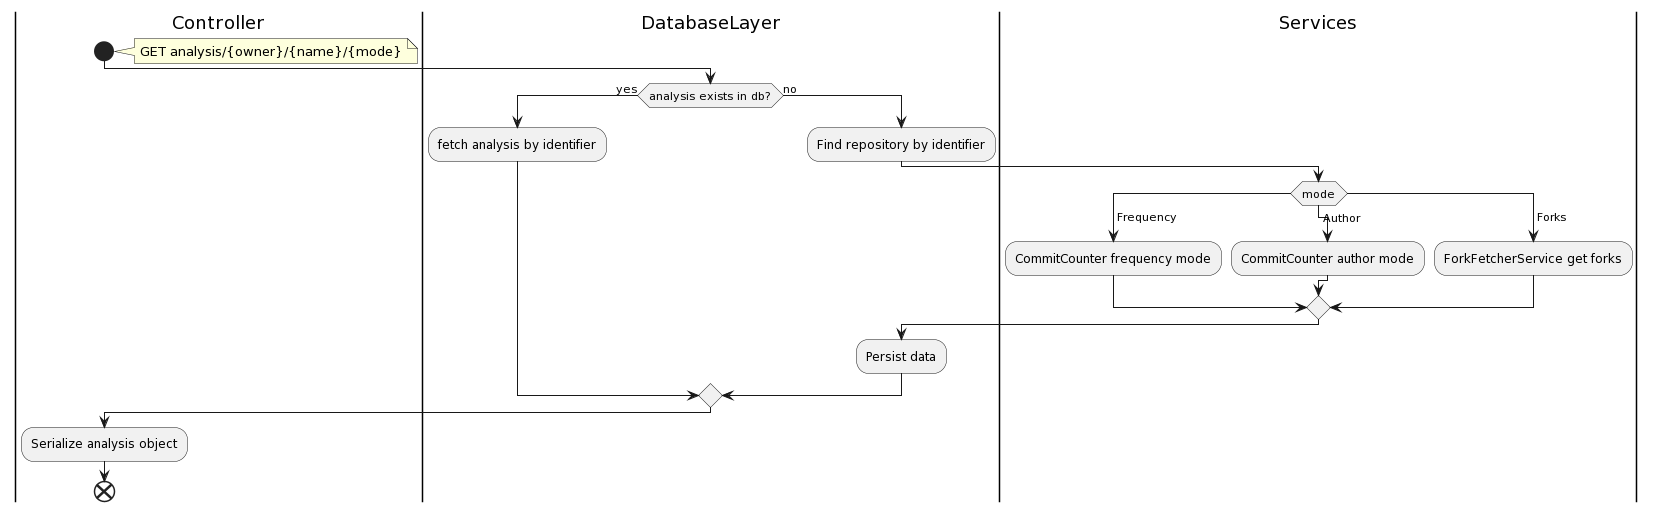 Controller
DatabaseLayer
Services
GET analysis/{owner}/{name}/{mode}
analysis exists in db?
yes
no
fetch analysis by identifier
Find repository by identifier
mode
Frequency
Author
Forks
CommitCounter frequency mode
CommitCounter author mode
ForkFetcherService get forks
Persist data
Serialize analysis object